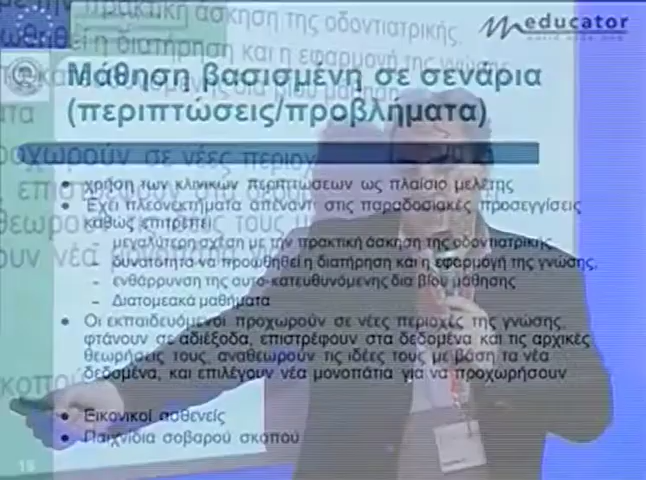 meducator
Μάθηση βασισμένη σε σενάρια
(περιπτώσεις/προβλήματα)
χρήση των κλινικών περιπτώσεων ως πλαίσιο μελέτης
Έχει πλεονεκτήματα απέναντι στις παραδοσιακές προσεγγίσεις
καθώς επιτρέπει
μεγαλύτερη σχέση με την πρακτική άσκηση της οδοντιατρικής
δυνατότητα να προωθηθεί η διατήρηση και η εφαρμογή της γνώσης,
ενθάρρυνση της αυτο-κατευθυνόμενης δια βίου μάθησης
Διατομεακά μαθήματα
Οι εκπαιδευόμενοι προχωρούν σε νέες περιοχές της γνώσης,
φτάνουν σε αδιέξοδα, επιστρέφουν στα δεδομένα και τις αρχικές
θεωρήσεις τους, αναθεωρούν τις ιδέες τους με βάση τα νέα
δεδομένα, και επιλέγουν νέα μονοπάτια για να προχωρήσουν
Εικονικοί ασθενείς
Παιχνίδια σοβαρού σκοπού